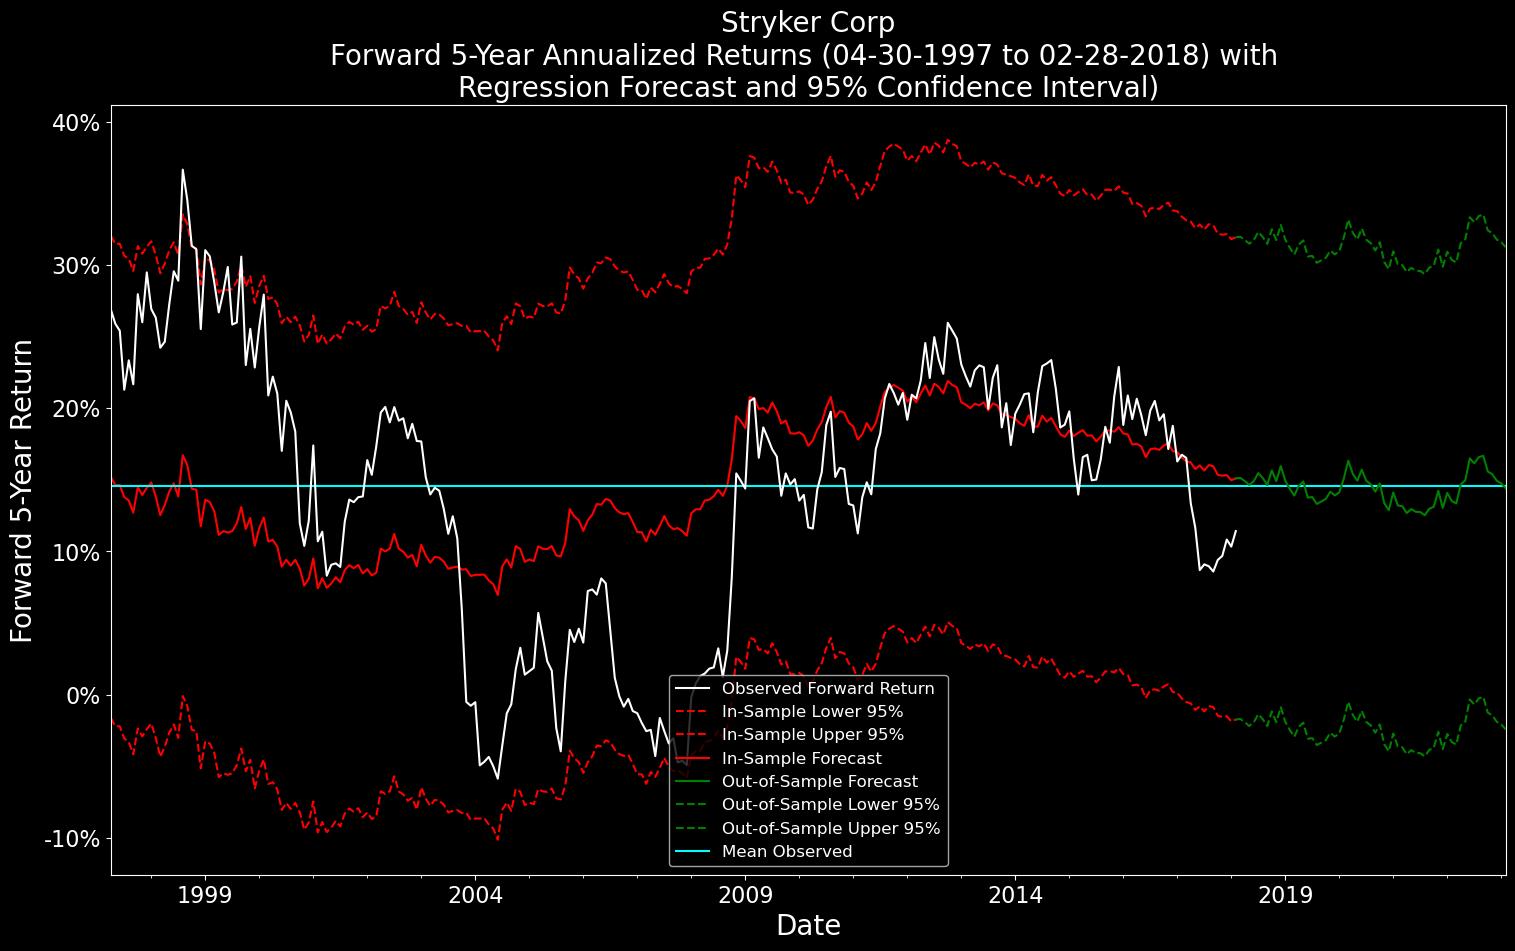 Stryker Corp
Forward 5-Year Annualized Returns (04-30-1997 to 02-28-2018) with
Regression Forecast and 95% Confidence Interval)
40%
30%
20%
10%
0%
-10%
Forward 5-Year Return
Observed Forward Return
In-Sample Lower 95%
In-Sample Upper 95%
In-Sample Forecast
Out-of-Sample Forecast
Out-of-Sample Lower 95%
Out-of-Sample Upper 95%
Mean Observed
1999
2004
2009
2014
2019
Date